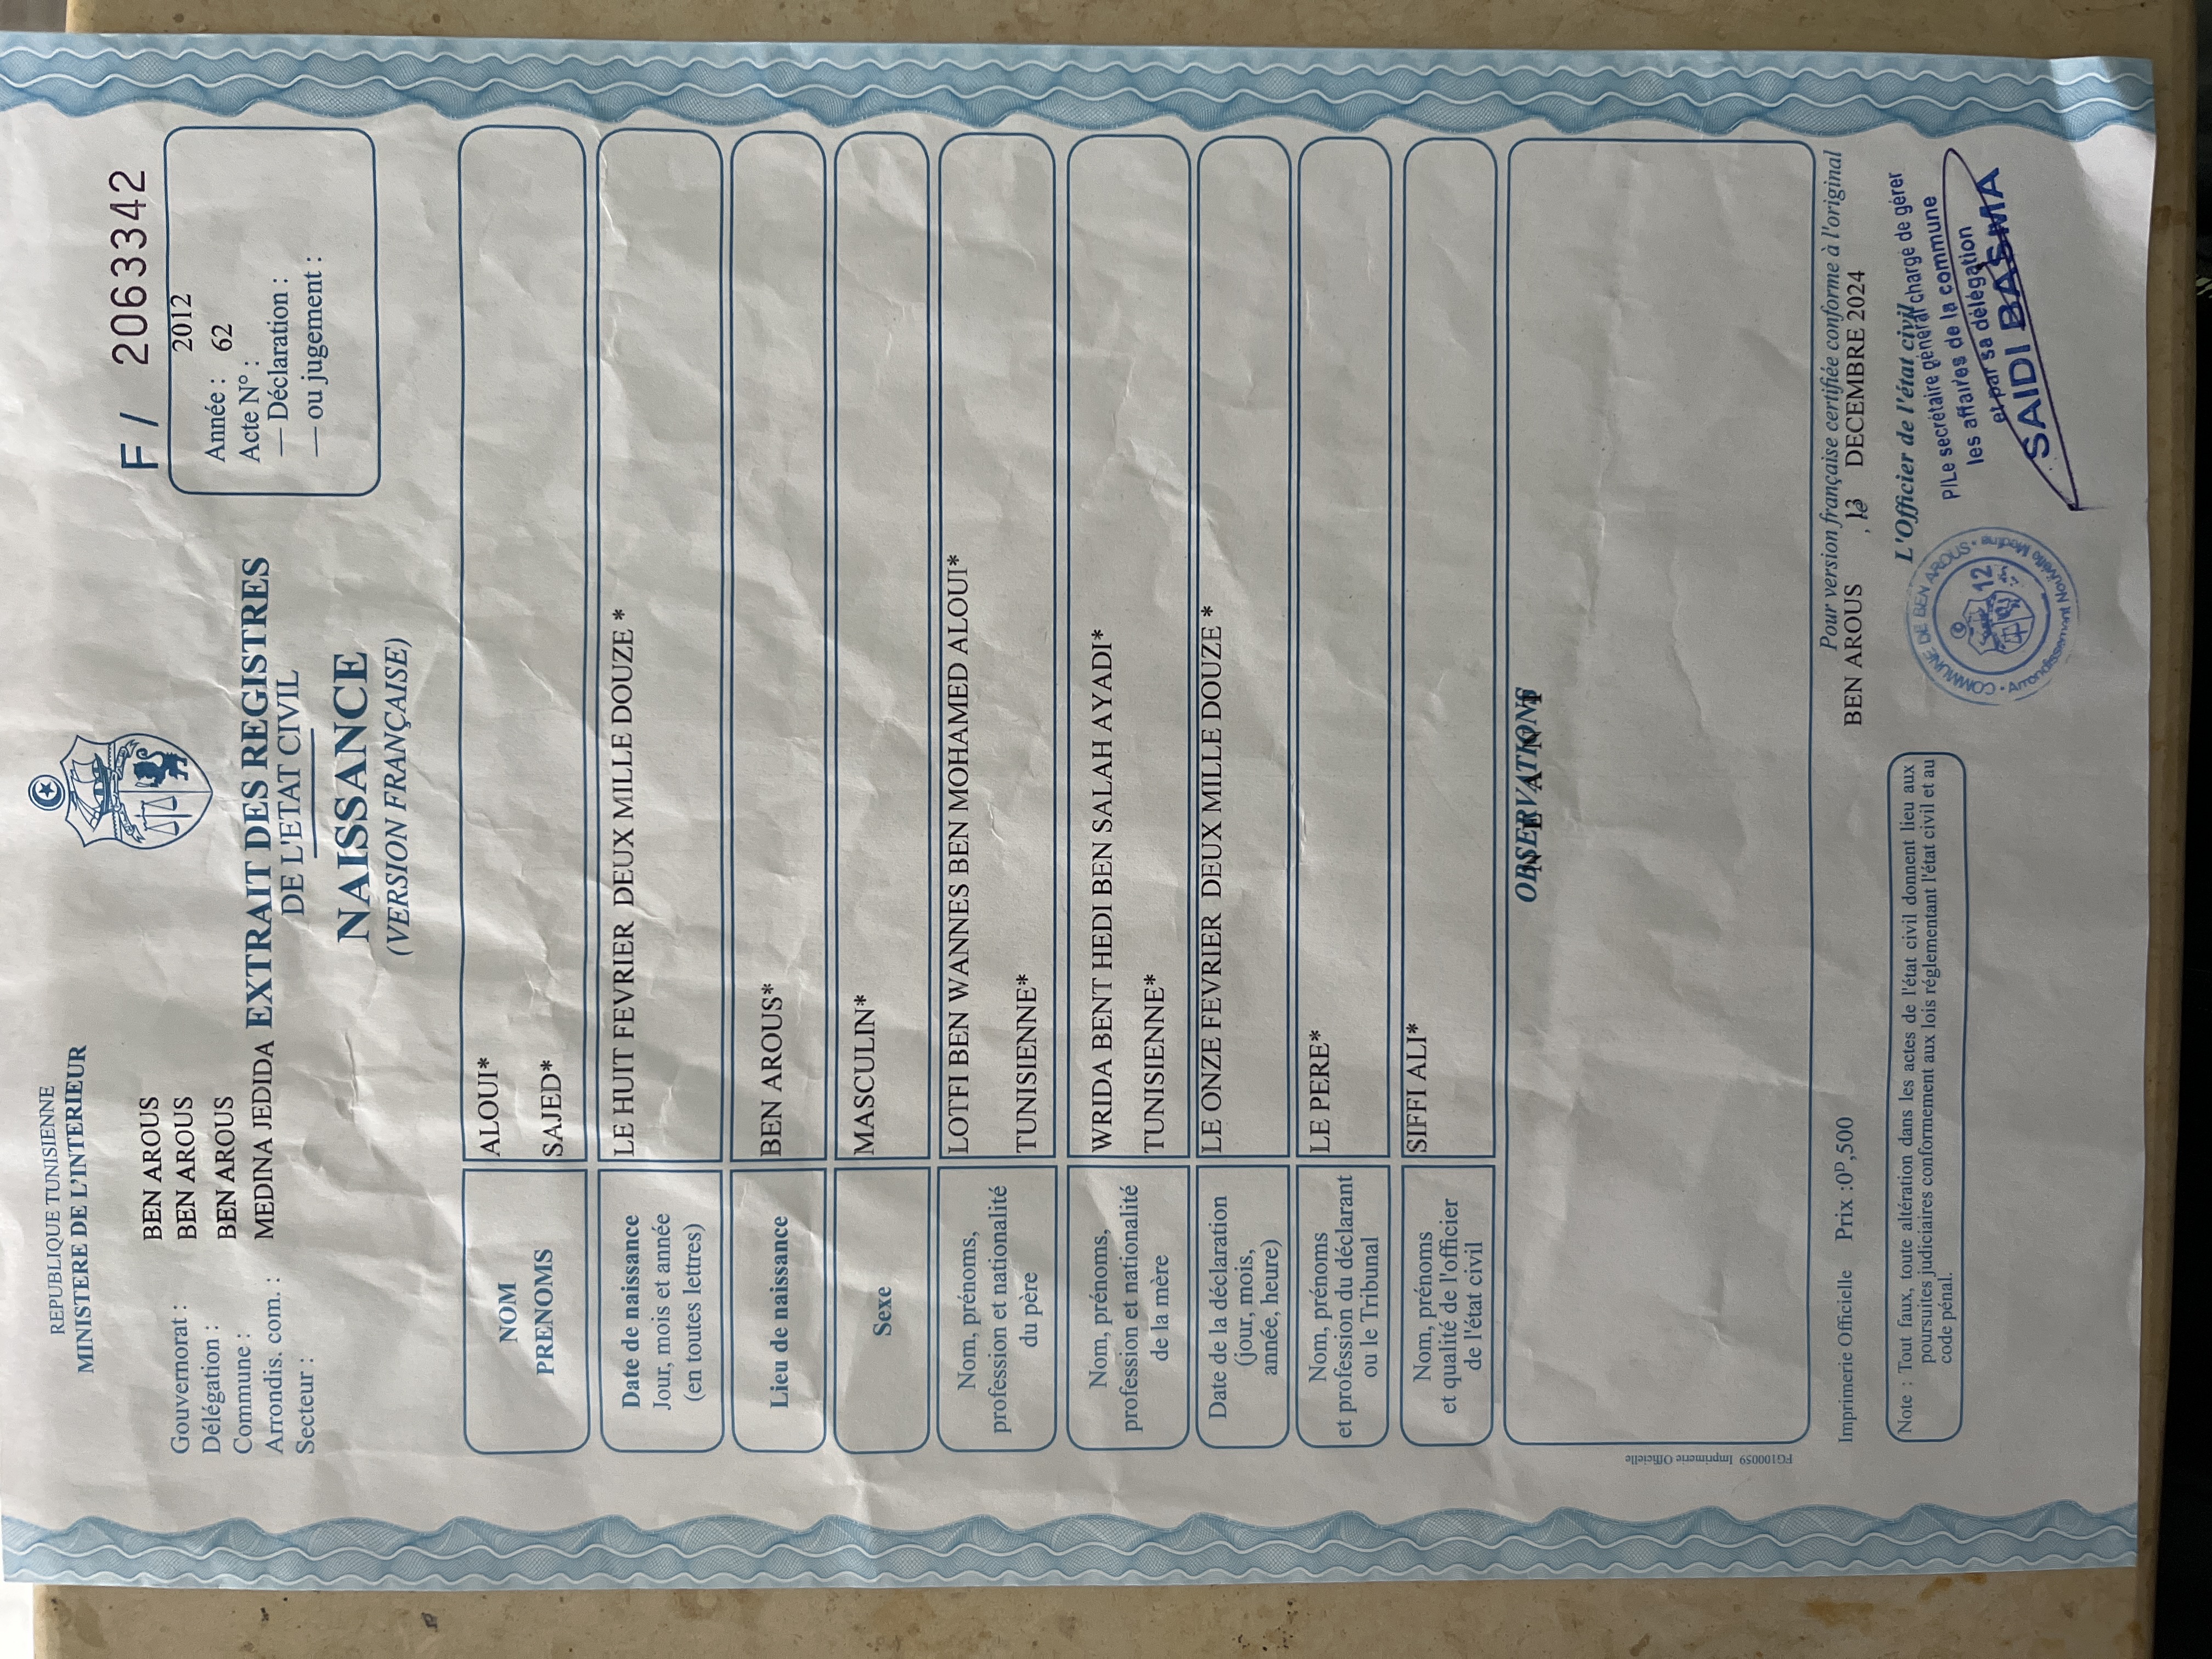 REPUBLIQUE TUNISIENNE
MINISTERE DE L'INTERIEUR
F / 2063342
Gouvernorat : BEN AROUS
Délégation : BEN AROUS
Commune : BEN AROUS
Arrondis. com. : MEDINA JEDIDA
Secteur :
2012
Année : 62
Acte N° :
— Déclaration :
— ou jugement :
EXTRAIT DES REGISTRES
DE L'ETAT CIVIL
NAISSANCE
(VERSION FRANÇAISE)
NOM ALOUI*
PRENOMS SAJED*
Date de naissance
Jour, mois et année
(en toutes lettres)
LE HUIT FEVRIER DEUX MILLE DOUZE *
Lieu de naissance BEN AROUS*
Sexe MASCULIN*
Nom, prénoms,
profession et nationalité
du père
LOTFI BEN WANNES BEN MOHAMED ALOUI*
TUNISIENNE*
Nom, prénoms,
profession et nationalité
de la mère
WRIDA BENT HEDI BEN SALAH AYADI*
TUNISIENNE*
Date de la déclaration
(jour, mois,
année, heure)
LE ONZE FEVRIER DEUX MILLE DOUZE *
Nom, prénoms
et profession du déclarant
ou le Tribunal
LE PERE*
Nom, prénoms
et qualité de l'officier
de l'état civil
SIFFI ALI*
OBSERVATIONS
N E A N T
FG100059 Imprimerie Officielle
Imprimerie Officielle Prix :0ᴰ,500
Pour version française certifiée conforme à l'original
BEN AROUS , le 13 DECEMBRE 2024
L'Officier de l'état civil
P/Le secrétaire général chargé de gérer
les affaires de la commune
et par sa délégation
SAIDI BASMA
COMMUNE DE BEN AROUS • Arrondissement Nouvelle Medina •
12
Note : Tout faux, toute altération dans les actes de l'état civil donnent lieu aux
poursuites judiciaires conformement aux lois réglementant l'état civil et au
code pénal.